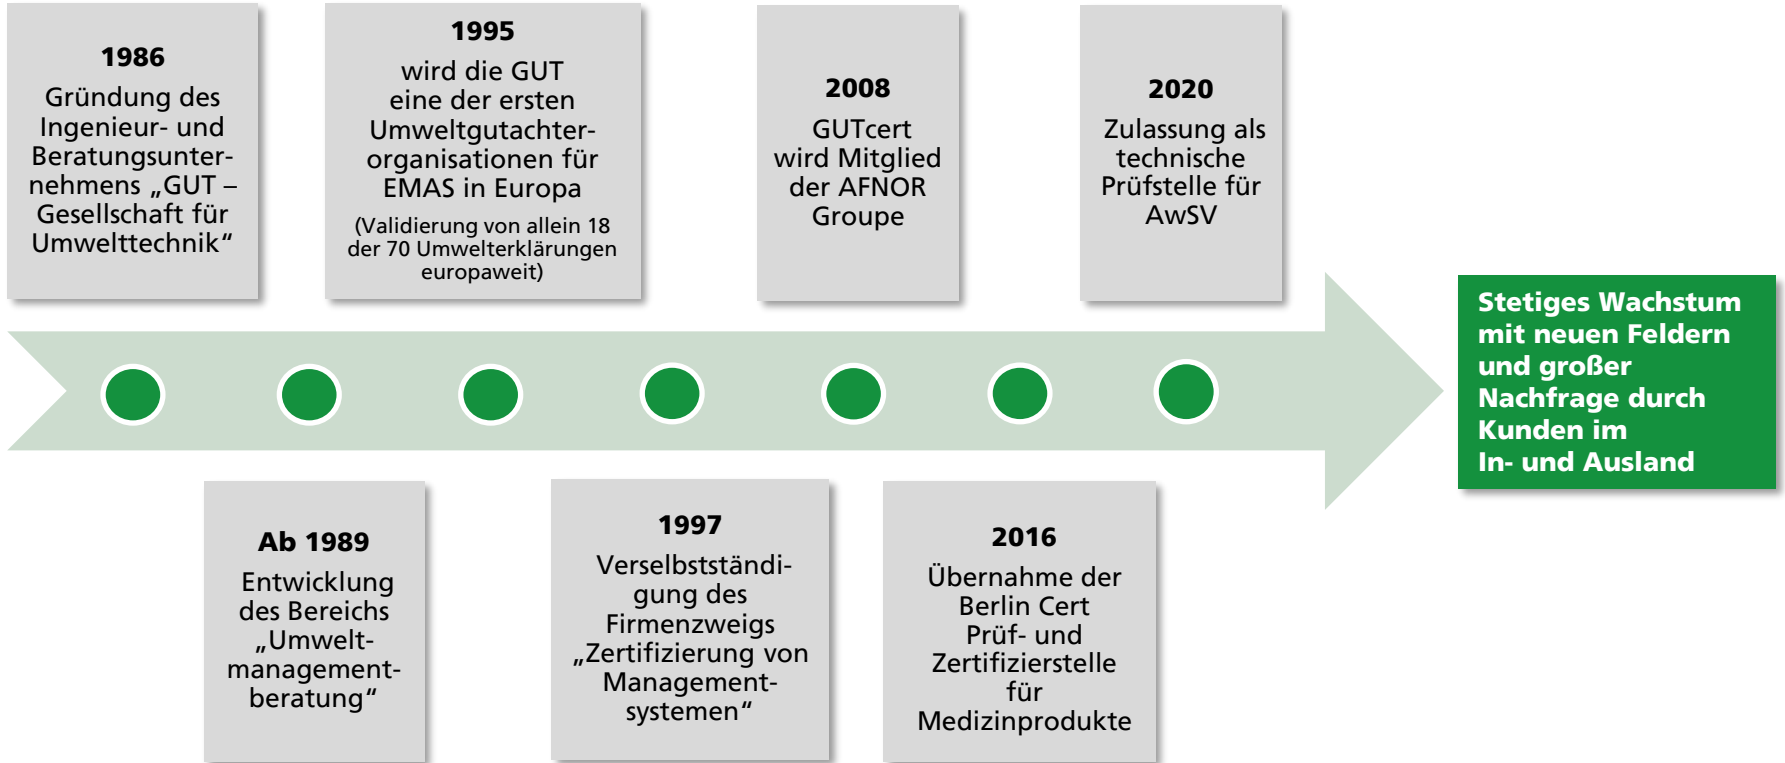 1986
Gründung des
Ingenieur- und
Beratungsunter-
nehmens „GUT –
Gesellschaft für
Umwelttechnik“
1995
wird die GUT
eine der ersten
Umweltgutachter-
organisationen für
EMAS in Europa
(Validierung von allein 18
der 70 Umwelterklärungen
europaweit)
2008
GUTcert
wird Mitglied
der AFNOR
Groupe
2020
Zulassung als
technische
Prüfstelle für
AwSV
Stetiges Wachstum
mit neuen Feldern
und großer
Nachfrage durch
Kunden im
In- und Ausland
Ab 1989
Entwicklung
des Bereichs
„Umwelt-
management-
beratung“
1997
Verselbstständi-
gung des
Firmenzweigs
„Zertifizierung von
Management-
systemen“
2016
Übernahme der
Berlin Cert
Prüf- und
Zertifizierstelle
für
Medizinprodukte